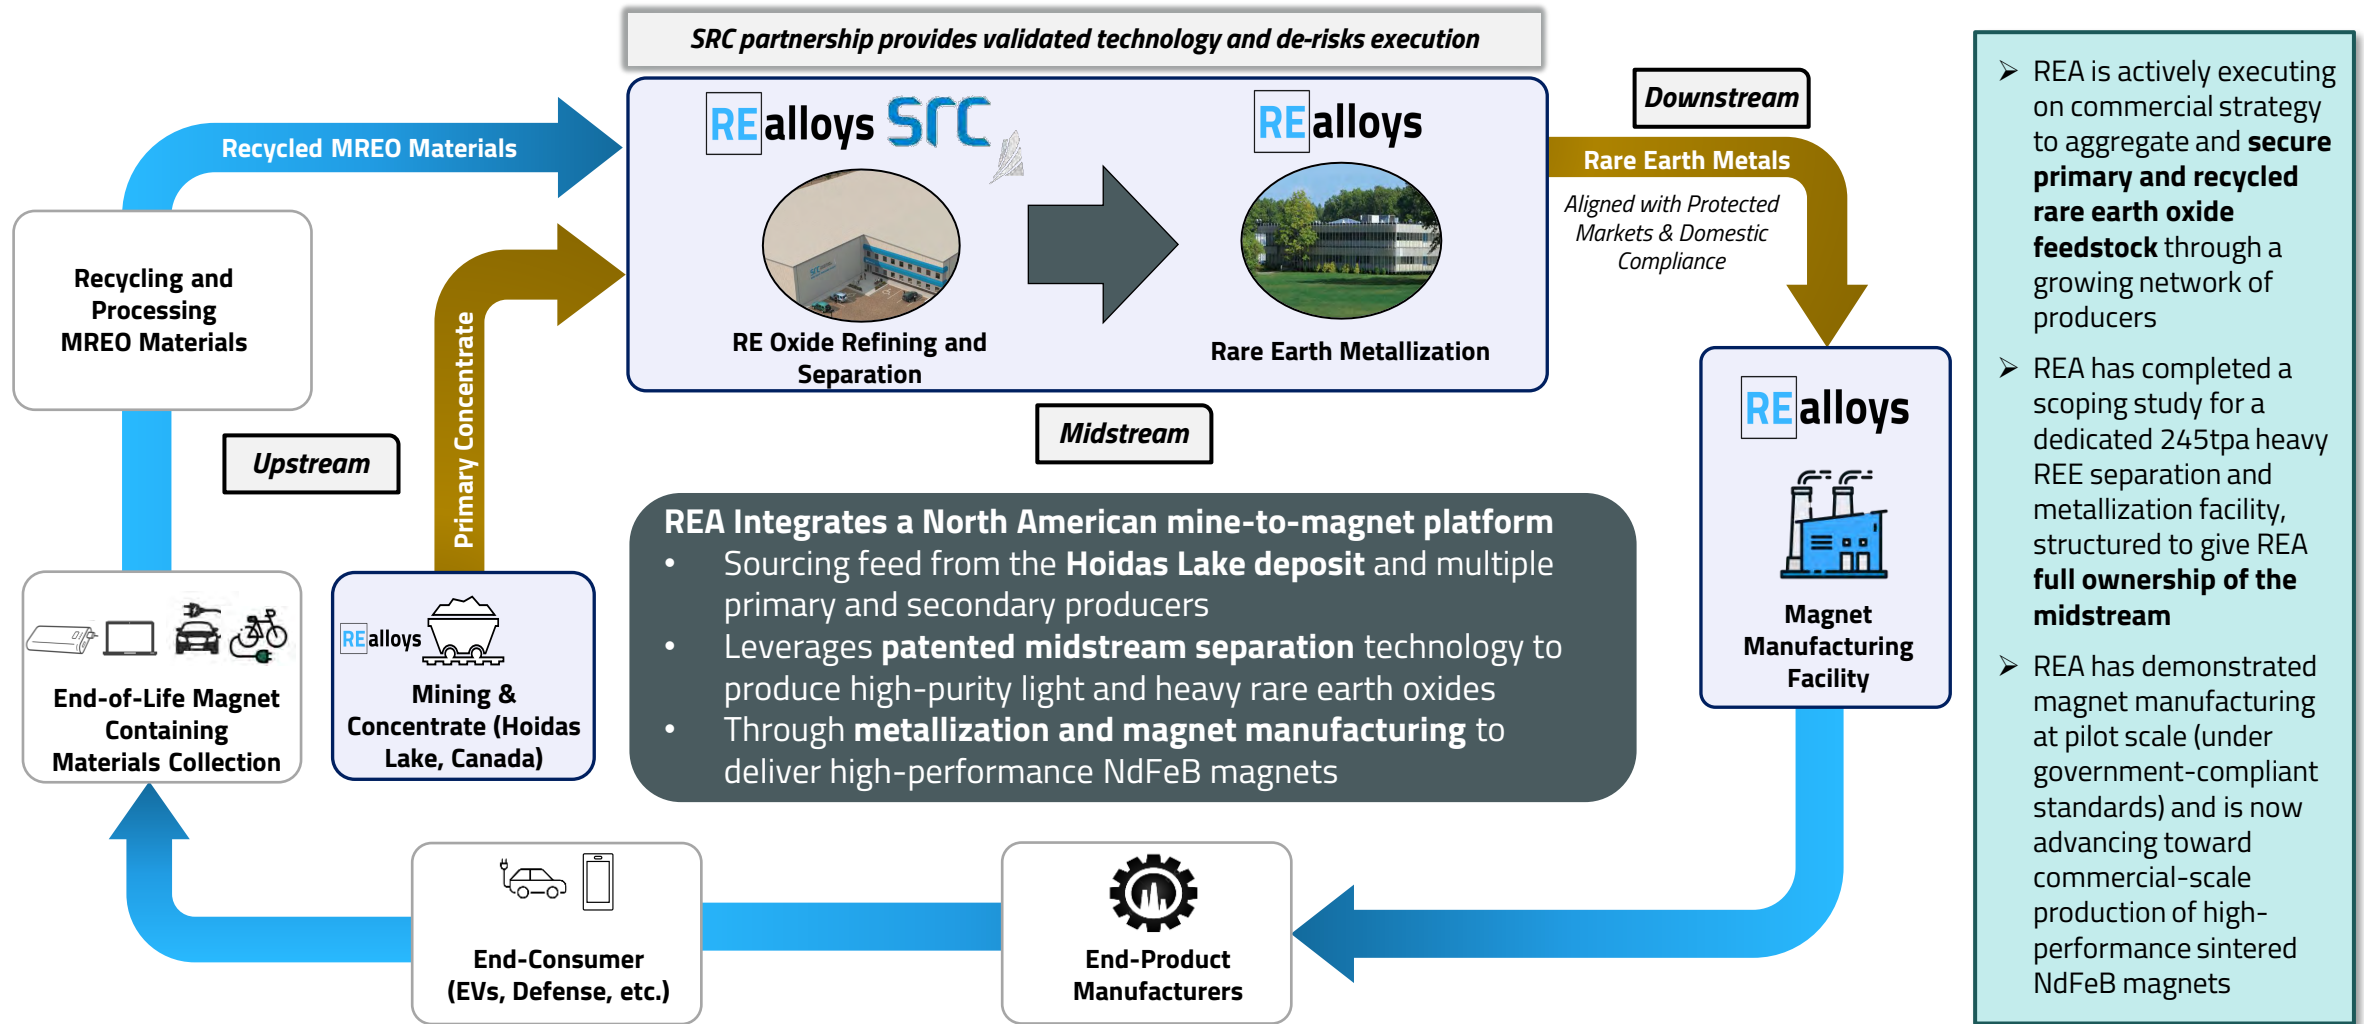 SRC partnership provides validated technology and de-risks execution
REalloys
src
REalloys
src
RE Oxide Refining and
Separation
Rare Earth Metallization
Midstream
Recycled MREO Materials
Recycling and
Processing
MREO Materials
Upstream
Primary Concentrate
End-of-Life Magnet
Containing
Materials Collection
REalloys
Mining &
Concentrate (Hoidas
Lake, Canada)
Downstream
Rare Earth Metals
Aligned with Protected
Markets & Domestic
Compliance
REalloys
Magnet
Manufacturing
Facility
REA Integrates a North American mine-to-magnet platform
• Sourcing feed from the Hoidas Lake deposit and multiple
primary and secondary producers
• Leverages patented midstream separation technology to
produce high-purity light and heavy rare earth oxides
• Through metallization and magnet manufacturing to
deliver high-performance NdFeB magnets
End-Product
Manufacturers
End-Consumer
(EVs, Defense, etc.)
➢ REA is actively executing
on commercial strategy
to aggregate and secure
primary and recycled
rare earth oxide
feedstock through a
growing network of
producers
➢ REA has completed a
scoping study for a
dedicated 245tpa heavy
REE separation and
metallization facility,
structured to give REA
full ownership of the
midstream
➢ REA has demonstrated
magnet manufacturing
at pilot scale (under
government-compliant
standards) and is now
advancing toward
commercial-scale
production of high-
performance sintered
NdFeB magnets